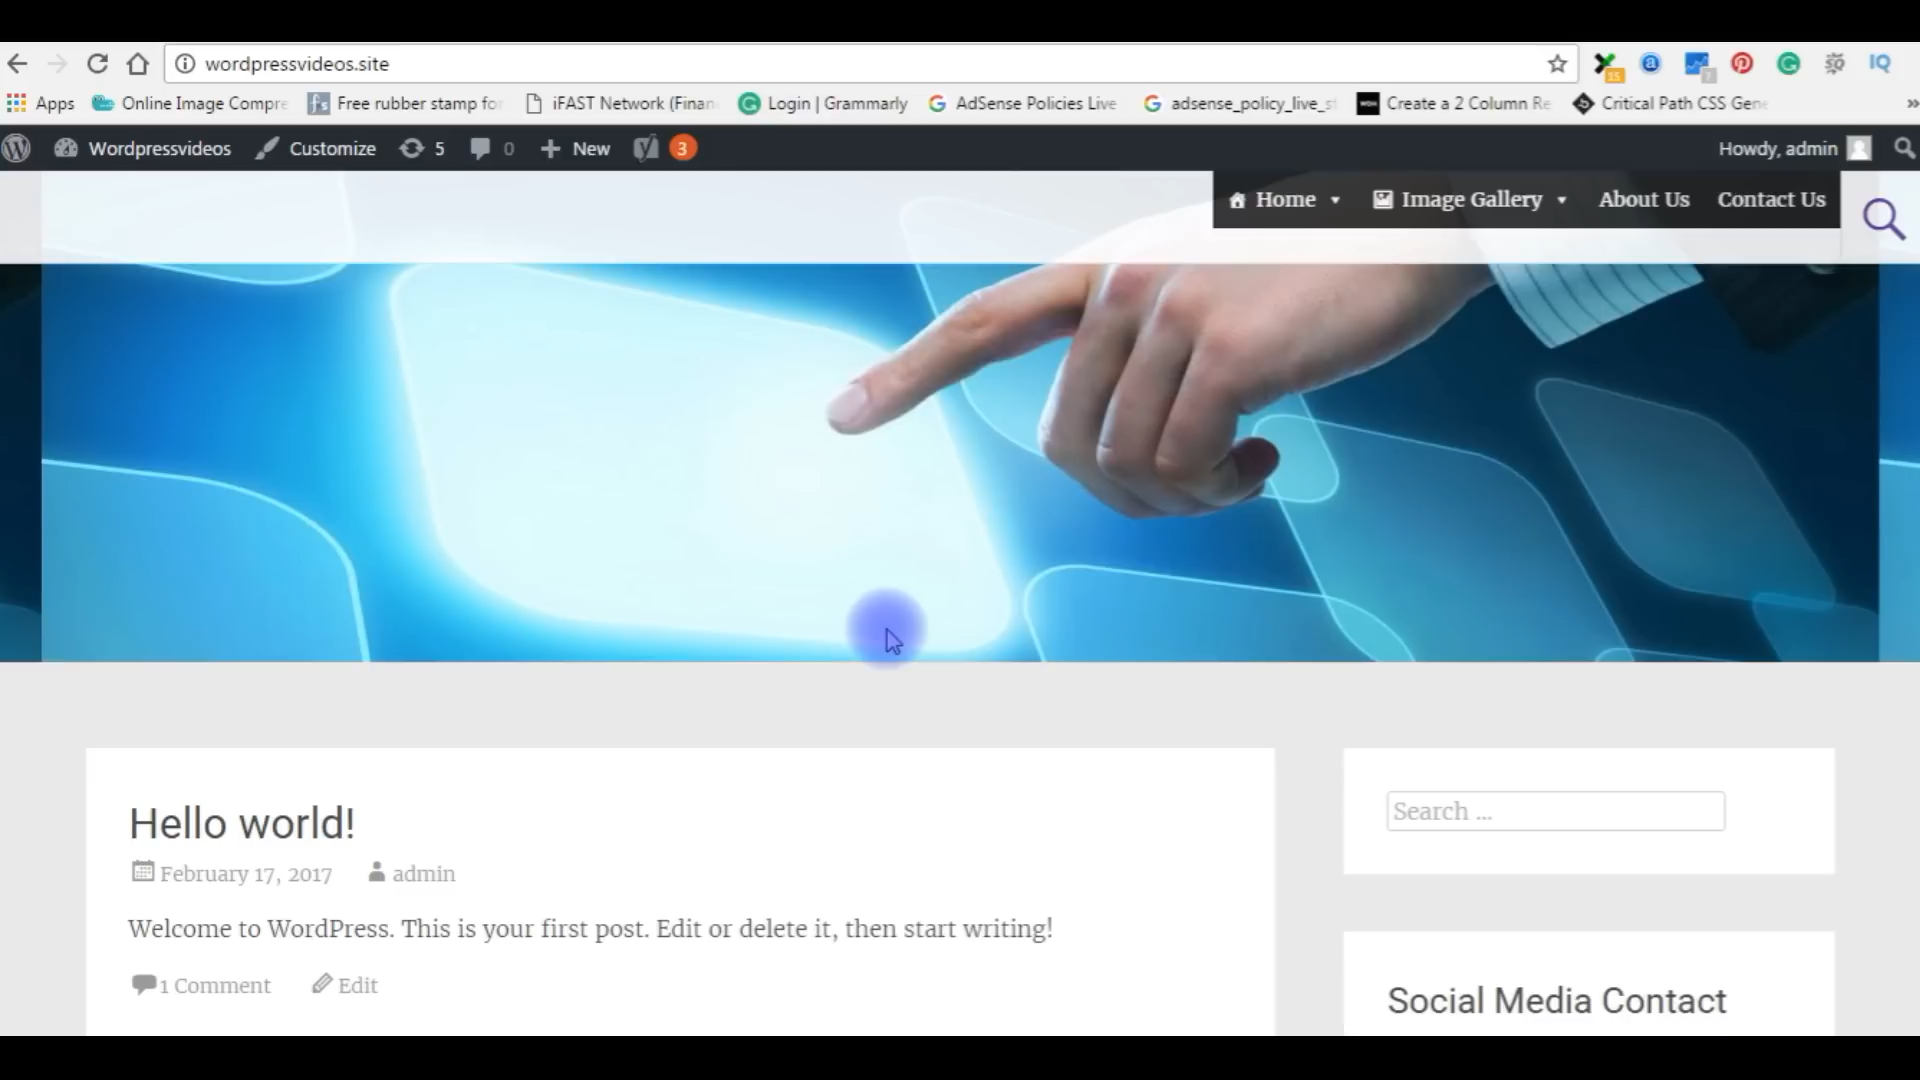 wordpressvideos.site
15
7
IQ
Apps Online Image Compre Free rubber stamp fo iFAST Network (Finan Login | Grammarly AdSense Policies Live adsense_policy_live_s Create a 2 Column Re Critical Path CSS Gen
Wordpressvideos Customize 5 0 New 3 Howdy, admin
Home Image Gallery About Us Contact Us
Hello world!
February 17, 2017 admin
Welcome to WordPress. This is your first post. Edit or delete it, then start writing!
1 Comment Edit
Search ...
Social Media Contact